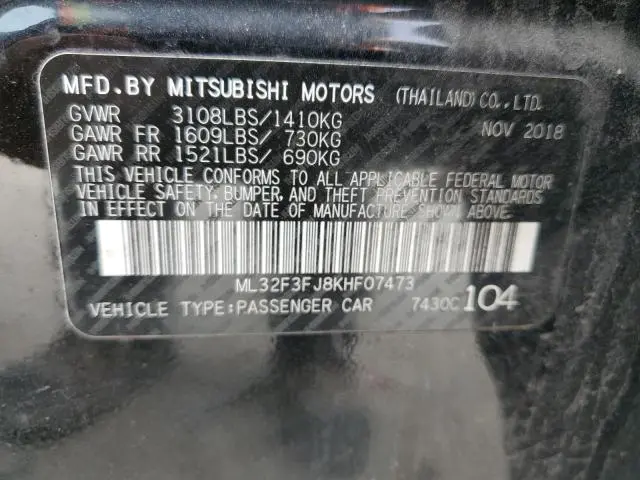 MFD.BY MITSUBISHI MOTORS (THAILAND)CO.,LTD.
GVWR 3108LBS/1410KG NOV 2018
GAWR FR 1609LBS/ 730KG
GAWR RR 1521LBS/ 690KG
THIS VEHICLE CONFORMS TO ALL APPLICABLE FEDERAL MOTOR
VEHICLE SAFETY, BUMPER, AND THEFT PREVENTION STANDARDS
IN EFFECT ON THE DATE OF MANUFACTURE SHOWN ABOVE.
ML32F3FJ8KHF07473
VEHICLE TYPE:PASSENGER CAR 7430C 104